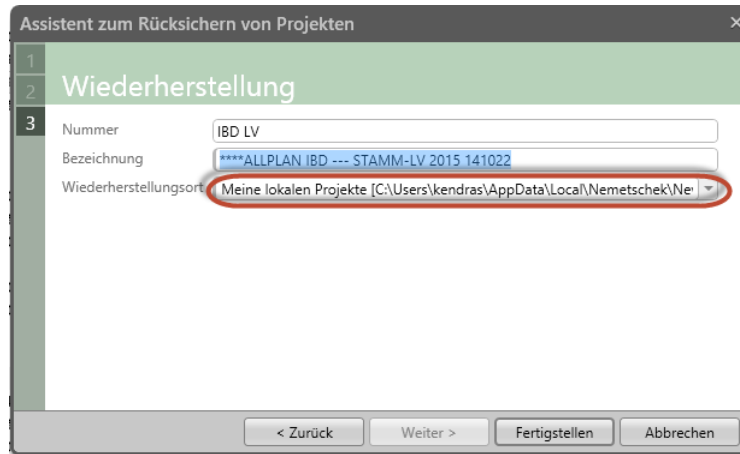 Assistent zum Rücksichern von Projekten
1
2
3
Wiederherstellung
Nummer IBD LV
Bezeichnung ****ALLPLAN IBD --- STAMM-LV 2015 141022
Wiederherstellungsort Meine lokalen Projekte [C:\Users\kendras\AppData\Local\Nemetschek\Ne
< Zurück Weiter > Fertigstellen Abbrechen